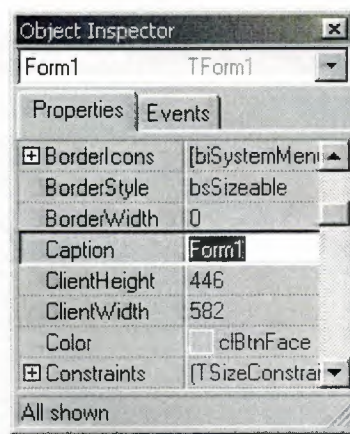 Object Inspector
Form1 TForm1
Properties Events
BorderIcons [biSystemMenu
BorderStyle bsSizeable
BorderWidth 0
Caption Form1
ClientHeight 446
ClientWidth 582
Color clBtnFace
Constraints (TSizeConstrai
All shown